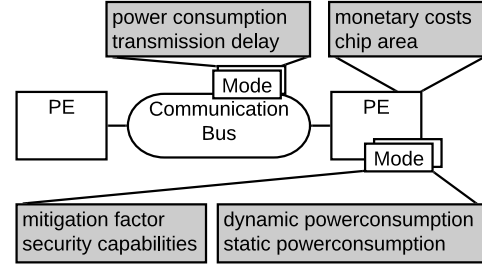 power consumption
transmission delay
monetary costs
chip area
Mode
PE
Communication
Bus
PE
Mode
mitigation factor
security capabilities
dynamic powerconsumption
static powerconsumption